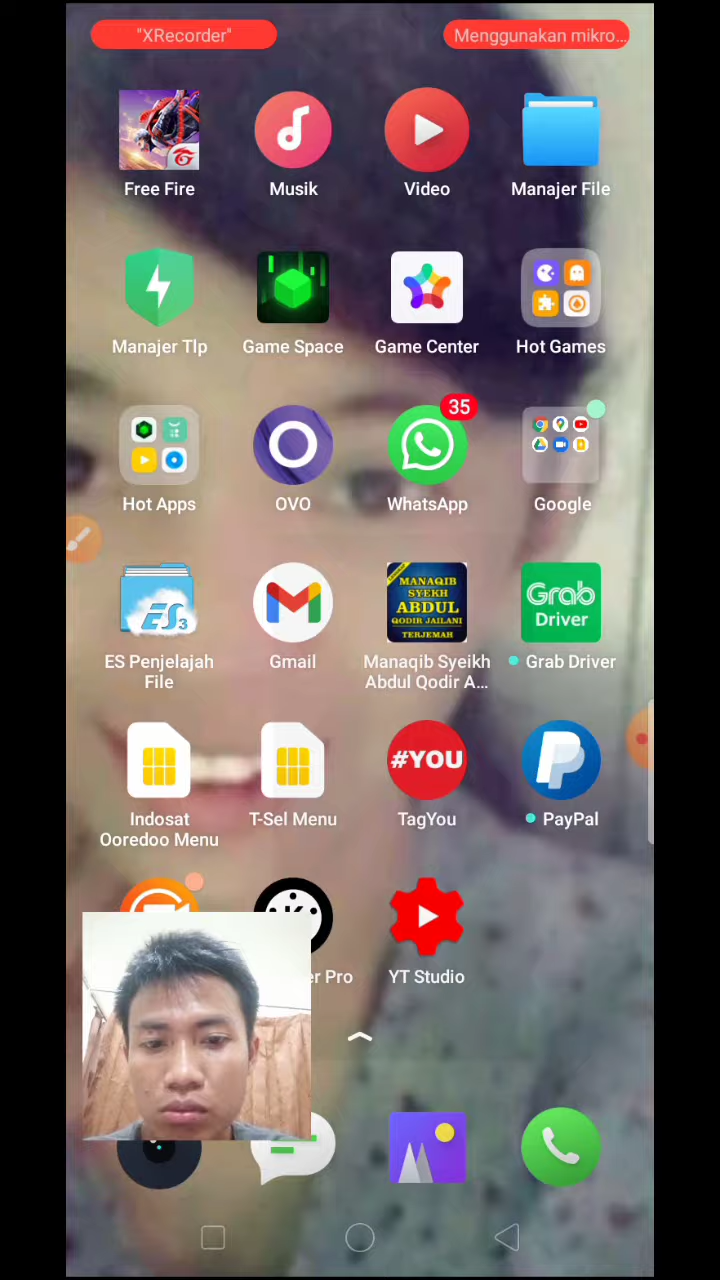 "XRecorder"
Menggunakan mikro...
Free Fire
Musik
Video
Manajer File
Manajer Tlp
Game Space
Game Center
Hot Games
35
Hot Apps
OVO
WhatsApp
Google
ES3
MANAQIB
SYEKH
ABDUL
QODIR JAILANI
TERJEMAH
Grab
Driver
ES Penjelajah
File
Gmail
Manaqib Syeikh
Abdul Qodir A...
Grab Driver
#YOU
Indosat
Ooredoo Menu
T-Sel Menu
TagYou
PayPal
er Pro
YT Studio